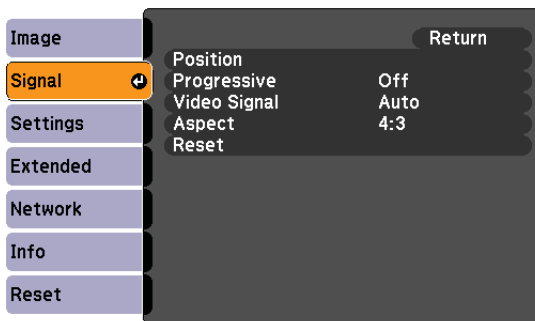 Image
Signal
Settings
Extended
Network
Info
Reset
Return
Position
Progressive Off
Video Signal Auto
Aspect 4:3
Reset